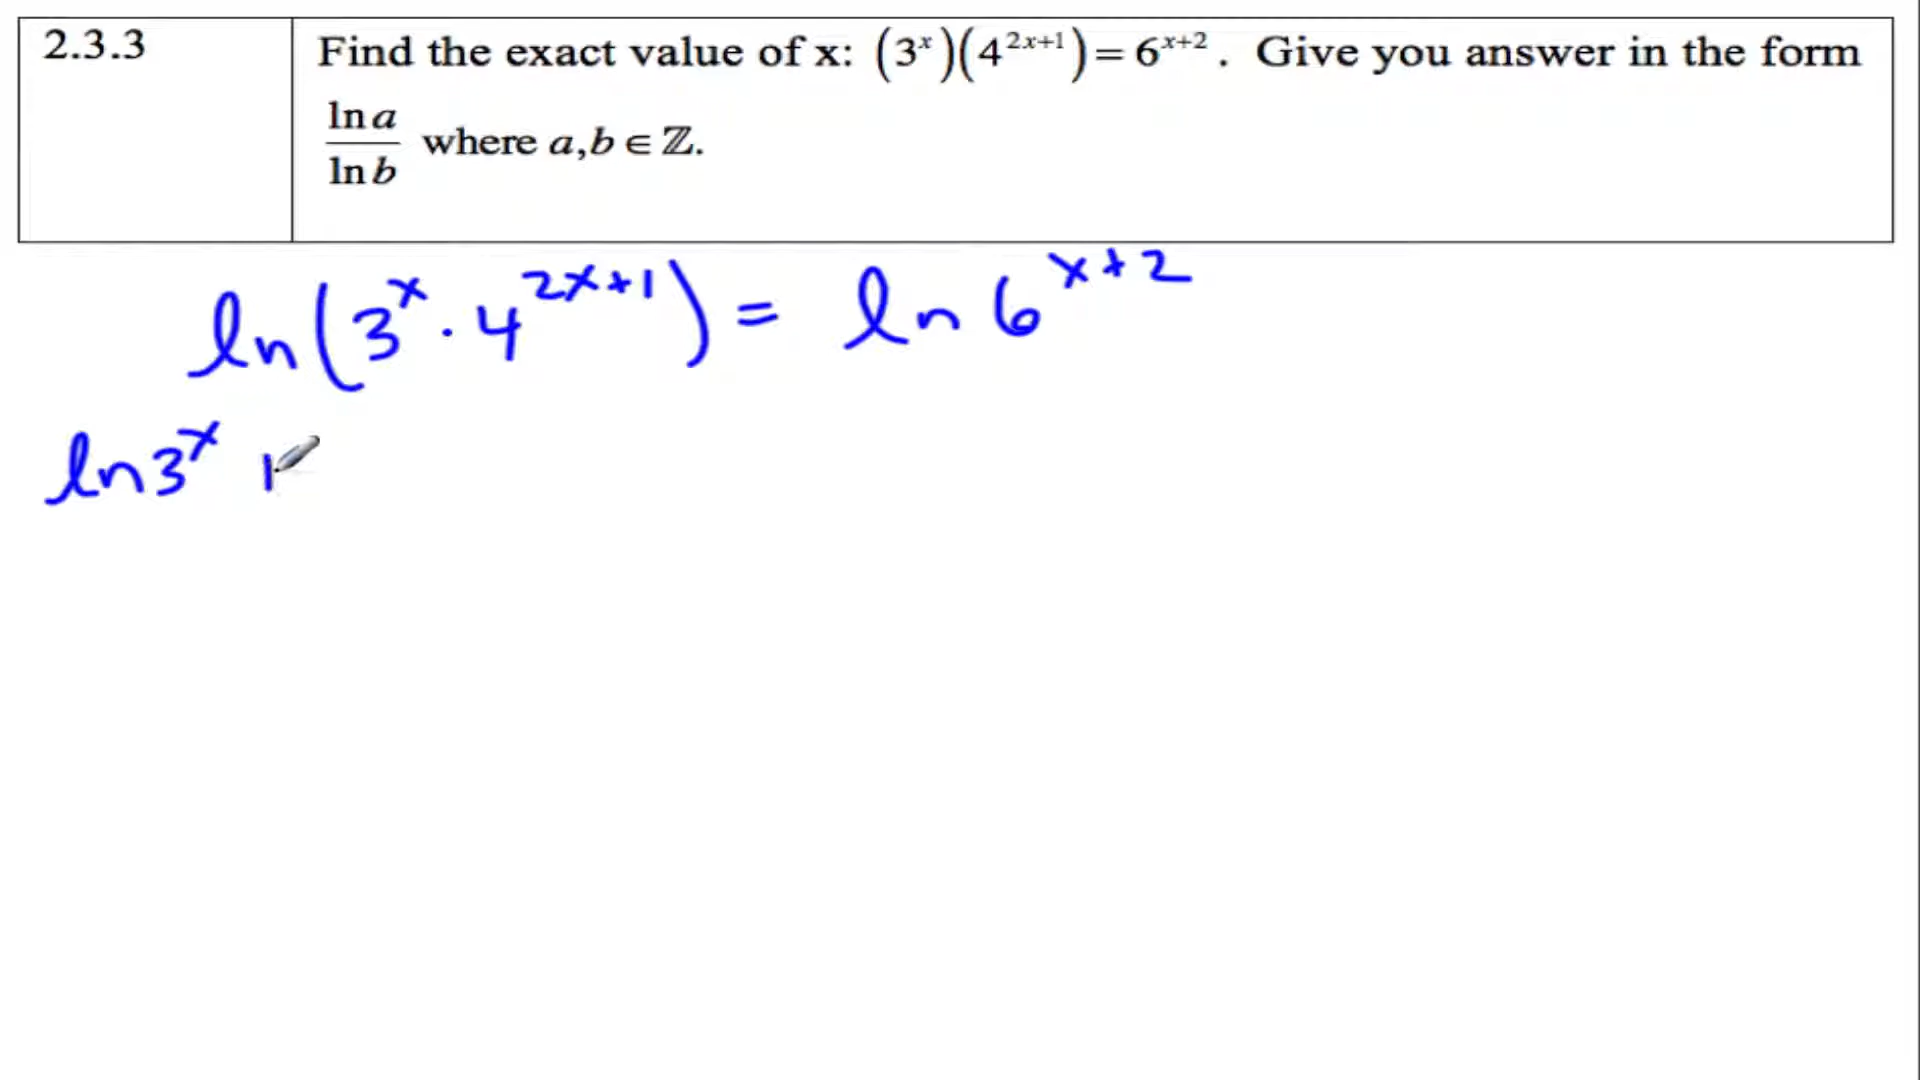 2.3.3
Find the exact value of x: (3^x)(4^{2x+1}) = 6^{x+2}. Give you answer in the form
ln a
ln b
where a, b ∈ ℤ.
ln(3^x · 4^{2x+1}) = ln 6^{x+2}
ln 3^x